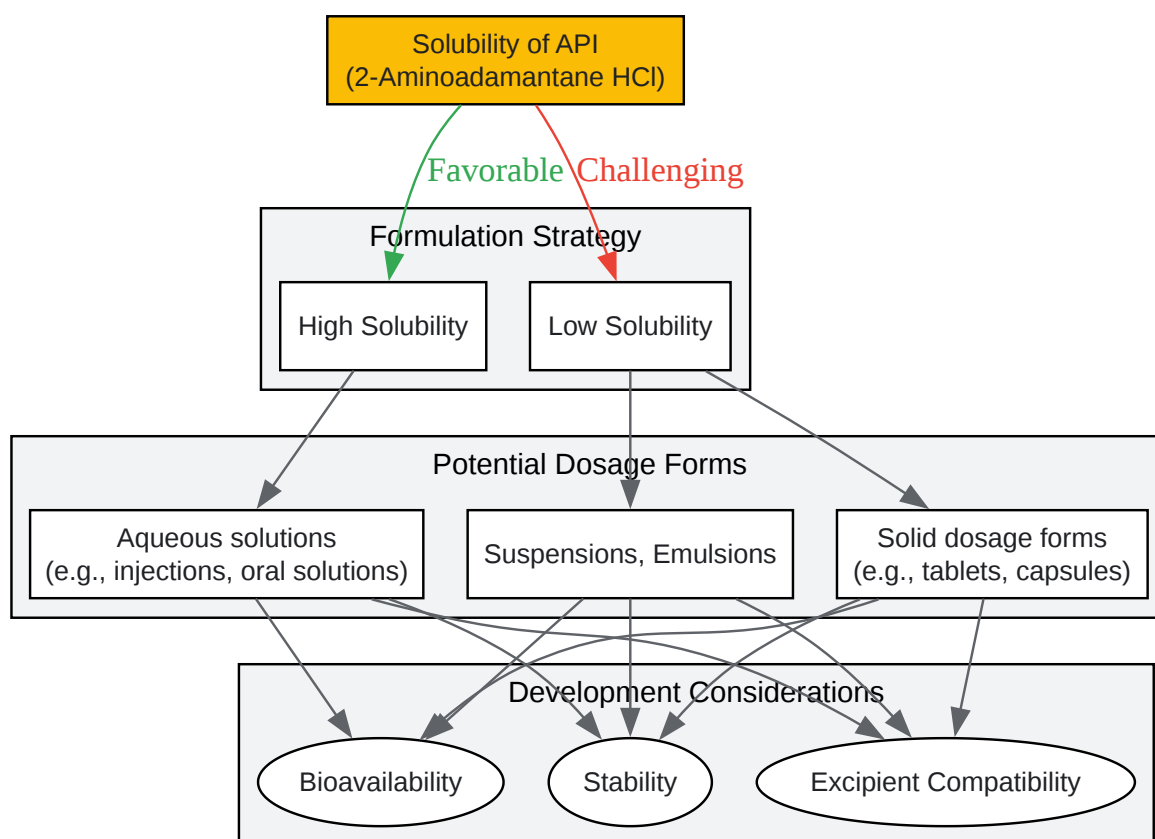 Solubility of API
(2-Aminoadamantane HCl)
Favorable
Challenging
Formulation Strategy
High Solubility
Low Solubility
Potential Dosage Forms
Aqueous solutions
(e.g., injections, oral solutions)
Suspensions, Emulsions
Solid dosage forms
(e.g., tablets, capsules)
Development Considerations
Bioavailability
Stability
Excipient Compatibility